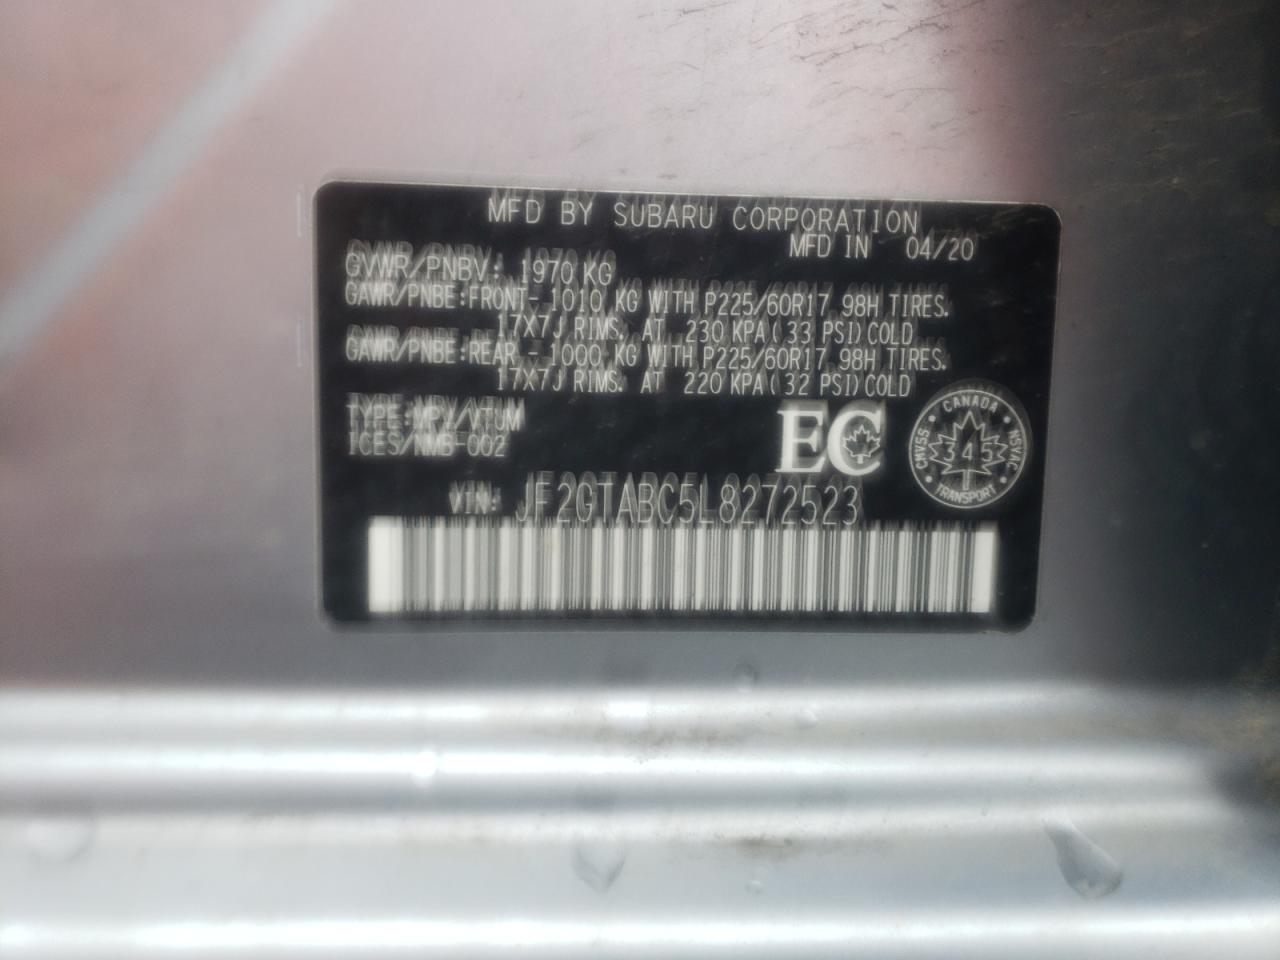 MFD BY SUBARU CORPORATION
MFD IN 04/20
GVWR/PNBV: 1970 KG
GAWR/PNBE:FRONT- 1010 KG WITH P225/60R17 98H TIRES.
17X7J RIMS. AT 230 KPA(33 PSI)COLD
GAWR/PNBE:REAR - 1000 KG WITH P225/60R17 98H TIRES.
17X7J RIMS. AT 220 KPA(32 PSI)COLD
TYPE:MPV/VTUM
ICES/NMB-002
EC
CANADA
CMVSS 345 NSVAC
TRANSPORT
VIN: JF2GTABC5L8272523